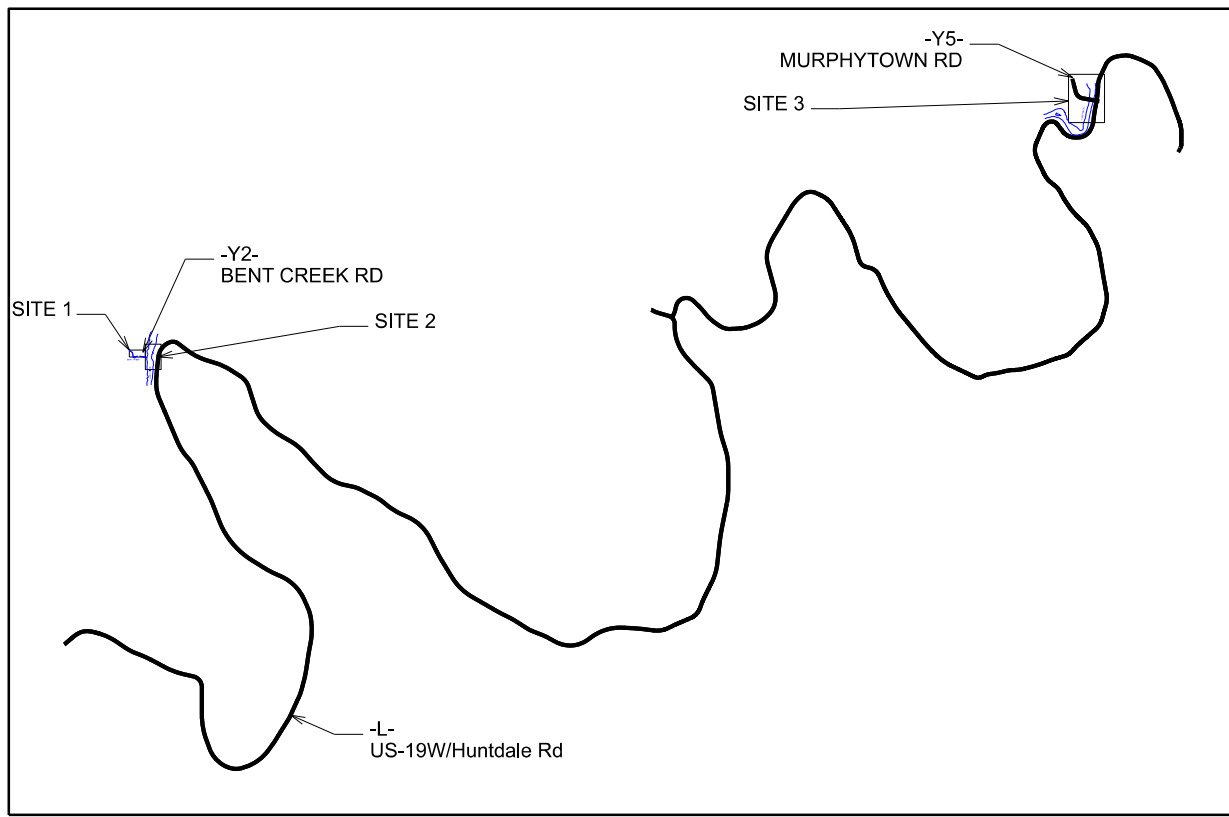 -Y5-
MURPHYTOWN RD
SITE 3
-Y2-
BENT CREEK RD
SITE 1
SITE 2
-L-
US-19W/Huntdale Rd